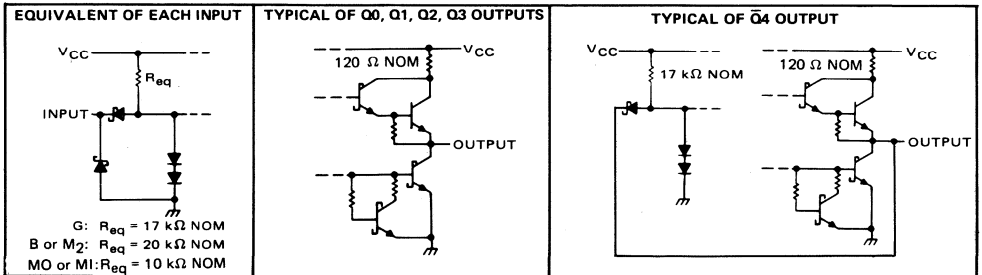 EQUIVALENT OF EACH INPUT
VCC
Req
INPUT
G: Req = 17 kΩ NOM
B or M2: Req = 20 kΩ NOM
MO or MI: Req = 10 kΩ NOM
TYPICAL OF Q0, Q1, Q2, Q3 OUTPUTS
VCC
120 Ω NOM
OUTPUT
TYPICAL OF Q̄4 OUTPUT
VCC
VCC
17 kΩ NOM
120 Ω NOM
OUTPUT